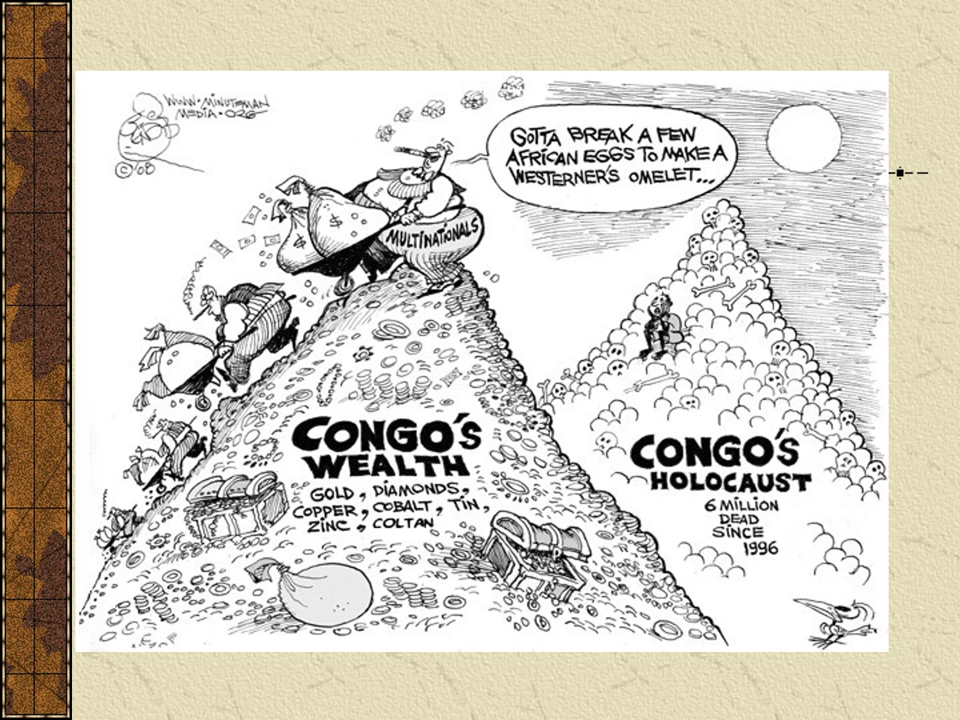 WWW.MINUTEMAN
MEDIA.ORG
©'08
GOTTA BREAK A FEW
AFRICAN EGGS TO MAKE A
WESTERNER'S OMELET...
$
$
MULTINATIONALS
CONGO'S
WEALTH
GOLD, DIAMONDS,
COPPER, COBALT, TIN,
ZINC, COLTAN
CONGO'S
HOLOCAUST
6 MILLION
DEAD
SINCE
1996